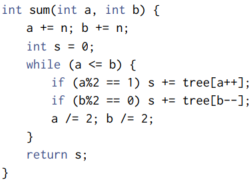 int sum(int a, int b) {
    a += n; b += n;
    int s = 0;
    while (a <= b) {
        if (a%2 == 1) s += tree[a++];
        if (b%2 == 0) s += tree[b--];
        a /= 2; b /= 2;
    }
    return s;
}